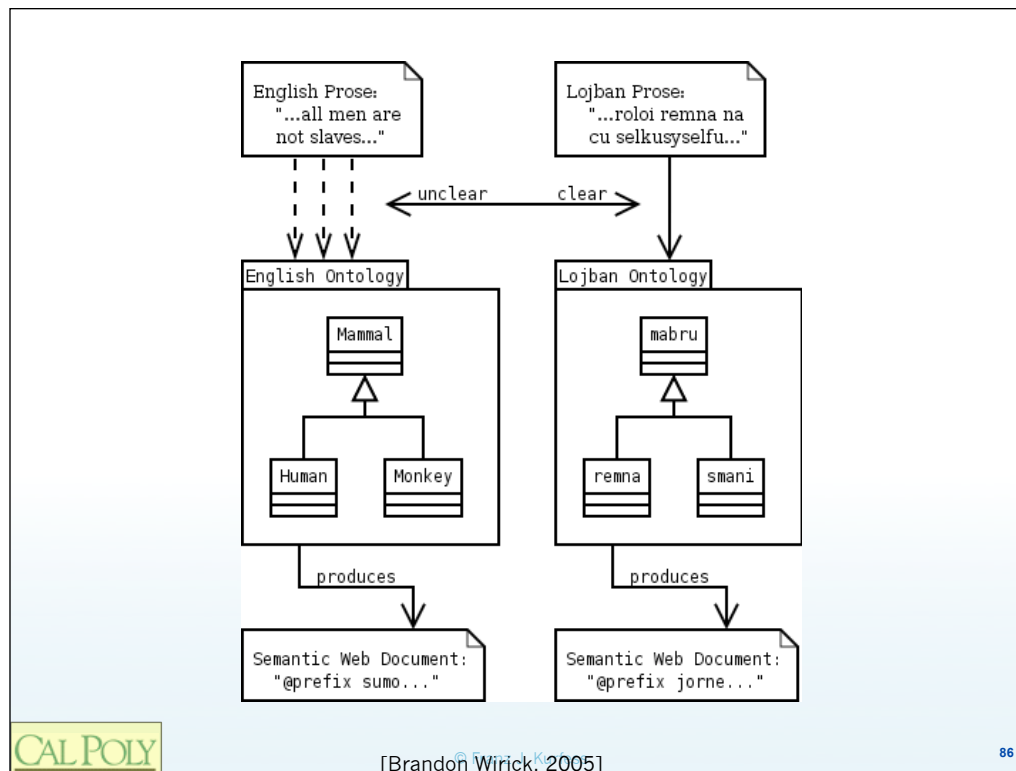 English Prose:
"...all men are
not slaves..."
Lojban Prose:
"...roloi remna na
cu selkusyselfu..."
unclear
clear
English Ontology
Mammal
Human
Monkey
produces
Semantic Web Document:
"@prefix sumo..."
Lojban Ontology
mabru
remna
smani
produces
Semantic Web Document:
"@prefix jorne..."
CAL POLY
©
[Brandon Wirick, 2005]
86